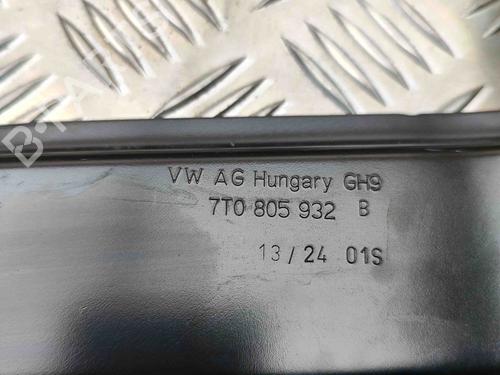 VW AG Hungary GH9
7T0 805 932 B
13/24 01S